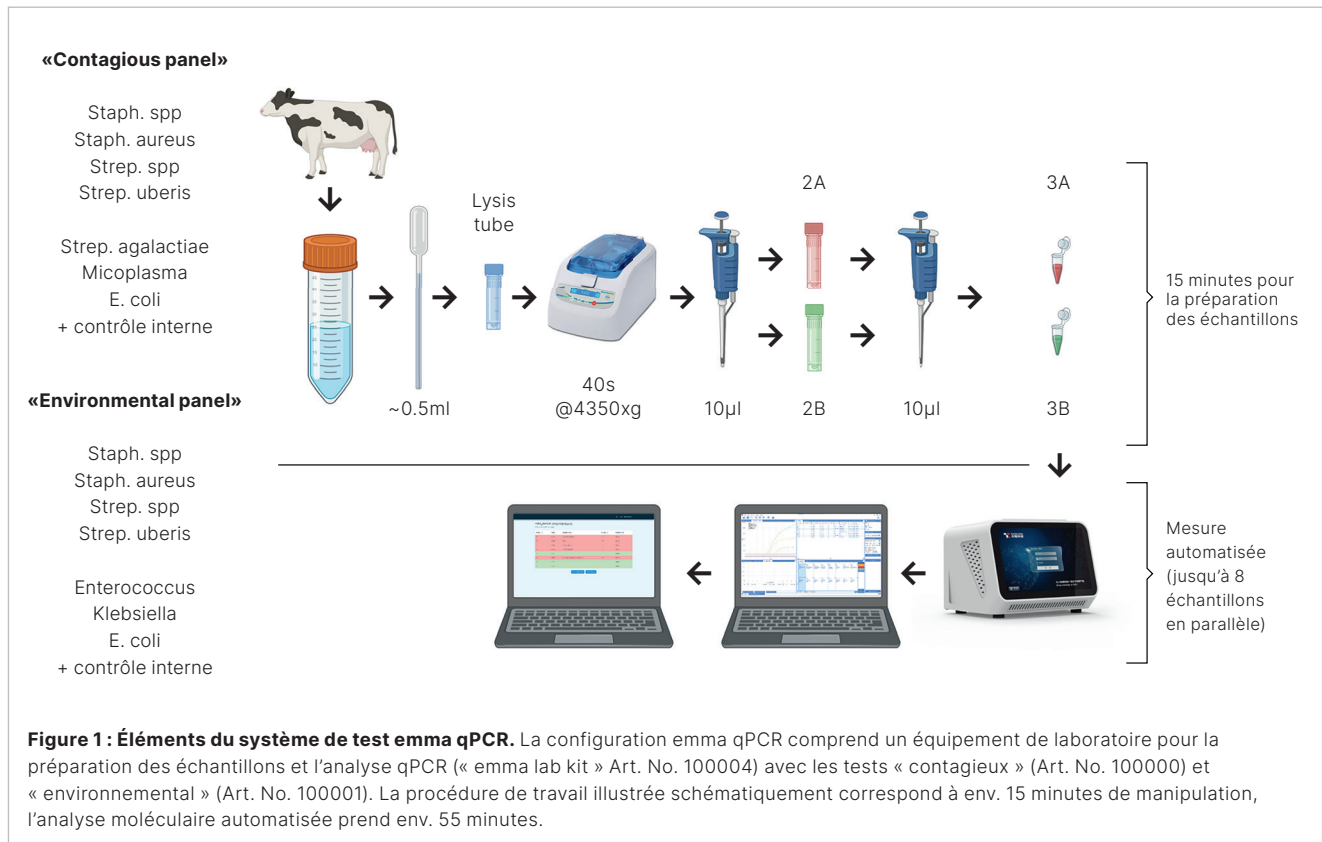 «Contagious panel»
Staph. spp
Staph. aureus
Strep. spp
Strep. uberis
Strep. agalactiae
Micoplasma
E. coli
+ contrôle interne
«Environmental panel»
Staph. spp
Staph. aureus
Strep. spp
Strep. uberis
Enterococcus
Klebsiella
E. coli
+ contrôle interne
~0.5ml
Lysis
tube
40s
@4350xg
10µl
2A
2B
10µl
3A
3B
15 minutes pour
la préparation
des échantillons
Mesure
automatisée
(jusqu’à 8
échantillons
en parallèle)
Figure 1 : Éléments du système de test emma qPCR. La configuration emma qPCR comprend un équipement de laboratoire pour la
préparation des échantillons et l’analyse qPCR (« emma lab kit » Art. No. 100004) avec les tests « contagieux » (Art. No. 100000) et
« environnemental » (Art. No. 100001). La procédure de travail illustrée schématiquement correspond à env. 15 minutes de manipulation,
l’analyse moléculaire automatisée prend env. 55 minutes.